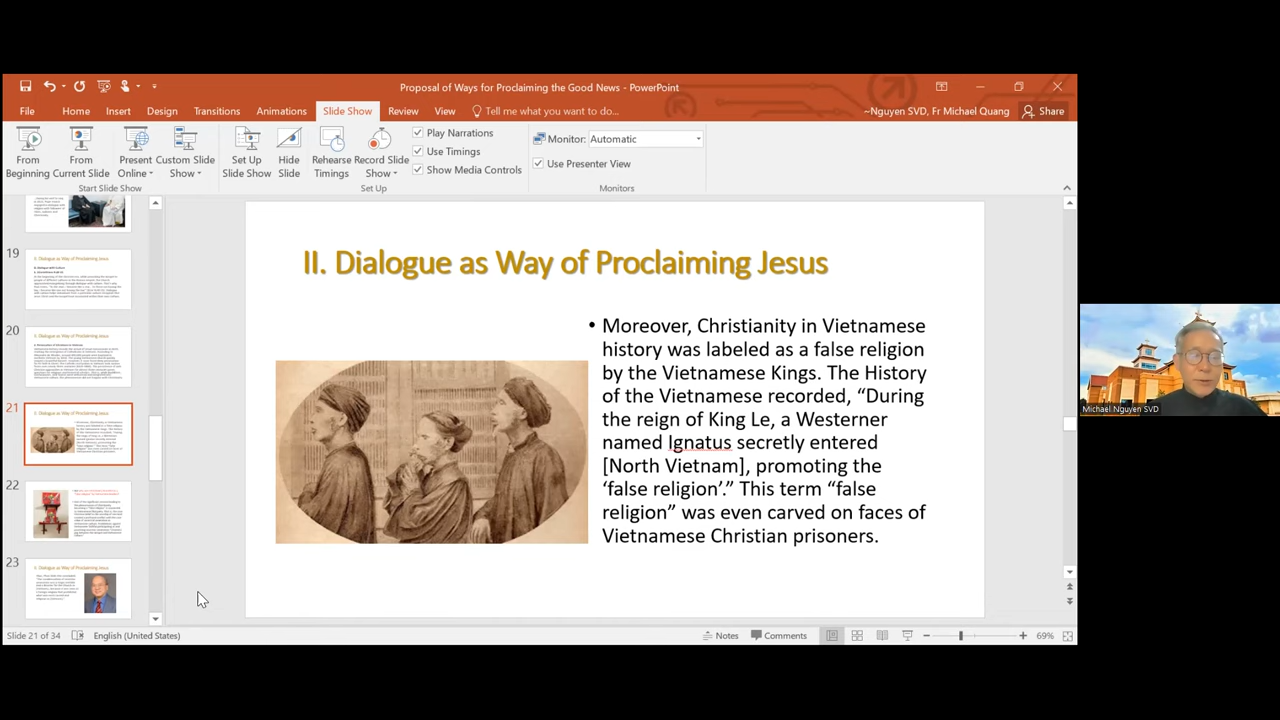 Proposal of Ways for Proclaiming the Good News - PowerPoint
File Home Insert Design Transitions Animations Slide Show Review View Tell me what you want to do... ~Nguyen SVD, Fr Michael Quang Share
From Beginning
From Current Slide
Present Online
Custom Slide Show
Start Slide Show
Set Up Slide Show
Hide Slide
Rehearse Timings
Record Slide Show
Play Narrations
Use Timings
Show Media Controls
Set Up
Monitor: Automatic
Use Presenter View
Monitors
19
20
21
22
23
II. Dialogue as Way of Proclaiming Jesus
• Moreover, Christianity in Vietnamese
history was labeled as a false religion
by the Vietnamese Kings. The History
of the Vietnamese recorded, “During
the reign of King Le, a Westerner
named Ignatus secretly entered
[North Vietnam], promoting the
‘false religion’.” This term “false
religion” was even carved on faces of
Vietnamese Christian prisoners.
Michael Nguyen SVD
Slide 21 of 34 English (United States) Notes Comments 69%